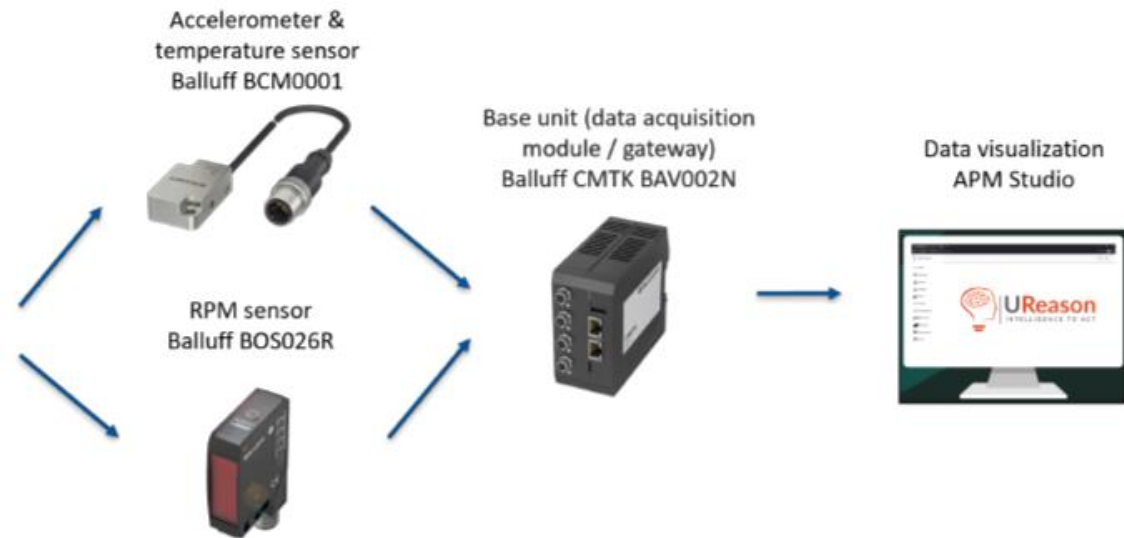 Accelerometer &
temperature sensor
Balluff BCM0001
Base unit (data acquisition
module / gateway)
Balluff CMTK BAV002N
Data visualization
APM Studio
RPM sensor
Balluff BOS026R
UReason
INTELLIGENCE TO ACT